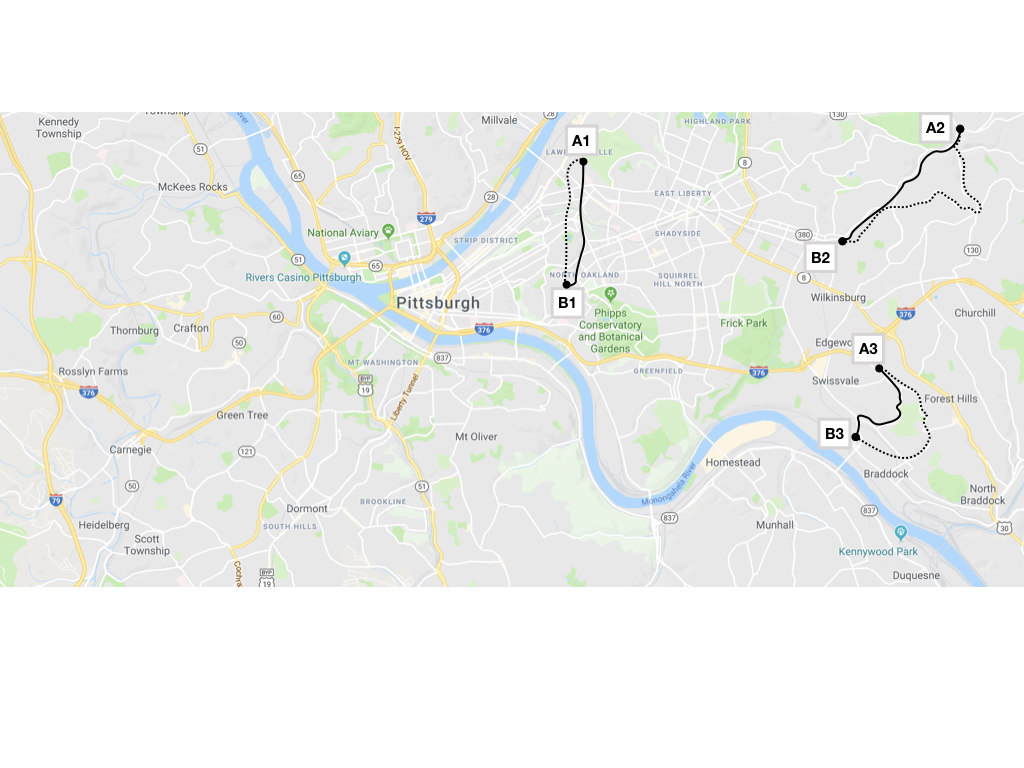 Township
Kennedy
Township
51
65
McKees Rocks
I-279 HOV
Millvale
28
28
279
National Aviary
65
51
Rivers Casino Pittsburgh
STRIP DISTRICT
Pittsburgh
376
60
Thornburg
Crafton
50
Rosslyn Farms
376
MT WASHINGTON
837
BYP
19
Liberty Tunnel
Green Tree
Carnegie
121
Mt Oliver
50
79
51
BROOKLINE
Dormont
Heidelberg
SOUTH HILLS
Scott
Township
BYP
19
A1
HIGHLAND PARK
8
EAST LIBERTY
SHADYSIDE
NORTH OAKLAND
B1
SQUIRREL
HILL NORTH
Phipps
Conservatory
and Botanical
Gardens
Frick Park
GREENFIELD
376
130
A2
380
B2
8
130
Wilkinsburg
376
Churchill
A3
Swissvale
Forest Hills
B3
Homestead
Braddock
Monongahela River
North
Braddock
837
837
30
Munhall
Kennywood Park
Duquesne